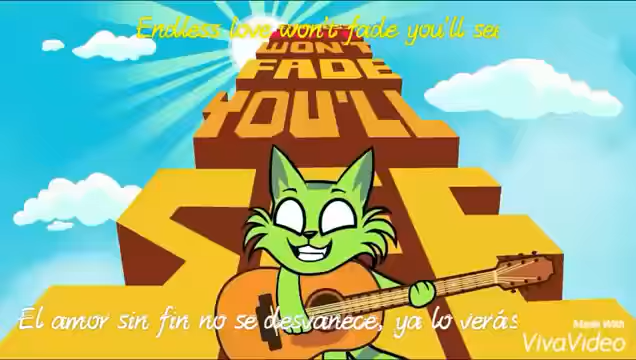 Endless love won't fade you'll see
WON'T
FADE
YOU'LL
SEE
El amor sin fin no se desvanece, ya lo verás
Made With
VivaVideo